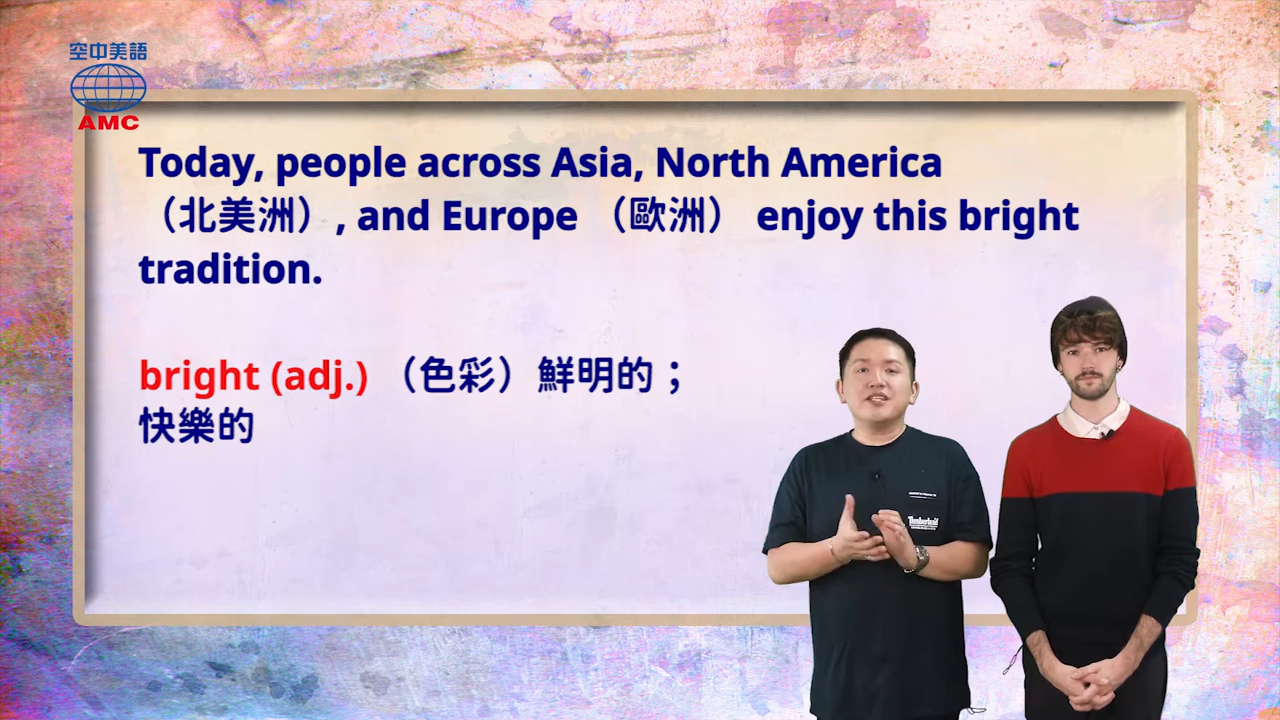 空中美語
AMC
Today, people across Asia, North America
（北美洲）, and Europe （歐洲） enjoy this bright
tradition.
bright (adj.) （色彩）鮮明的；
快樂的
Timberland